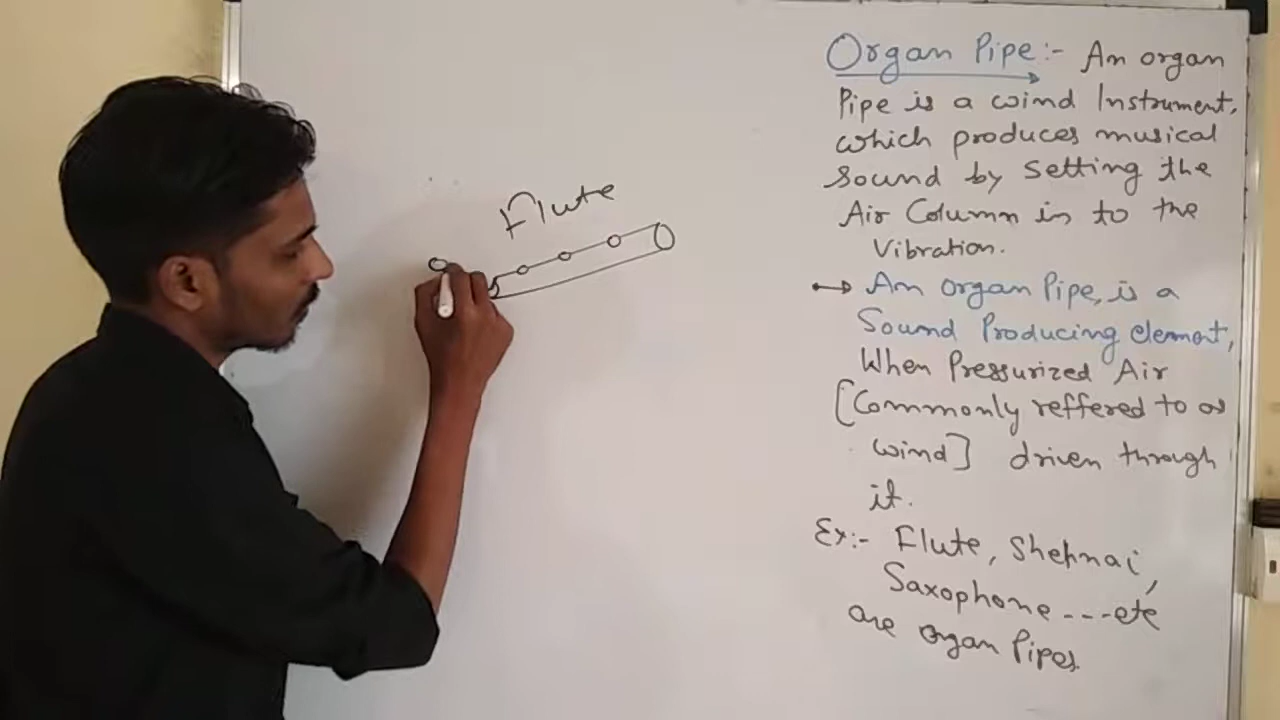 Flute
Organ Pipe:- An organ
Pipe is a wind Instrument,
which produces musical
Sound by Setting the
Air Column in to the
Vibration.
→ An organ Pipe, is a
Sound Producing element,
When Pressurized Air
[Commonly reffered to as
wind] driven through
it.
Ex:- Flute, Shehnai,
Saxophone ---etc
are organ Pipes.